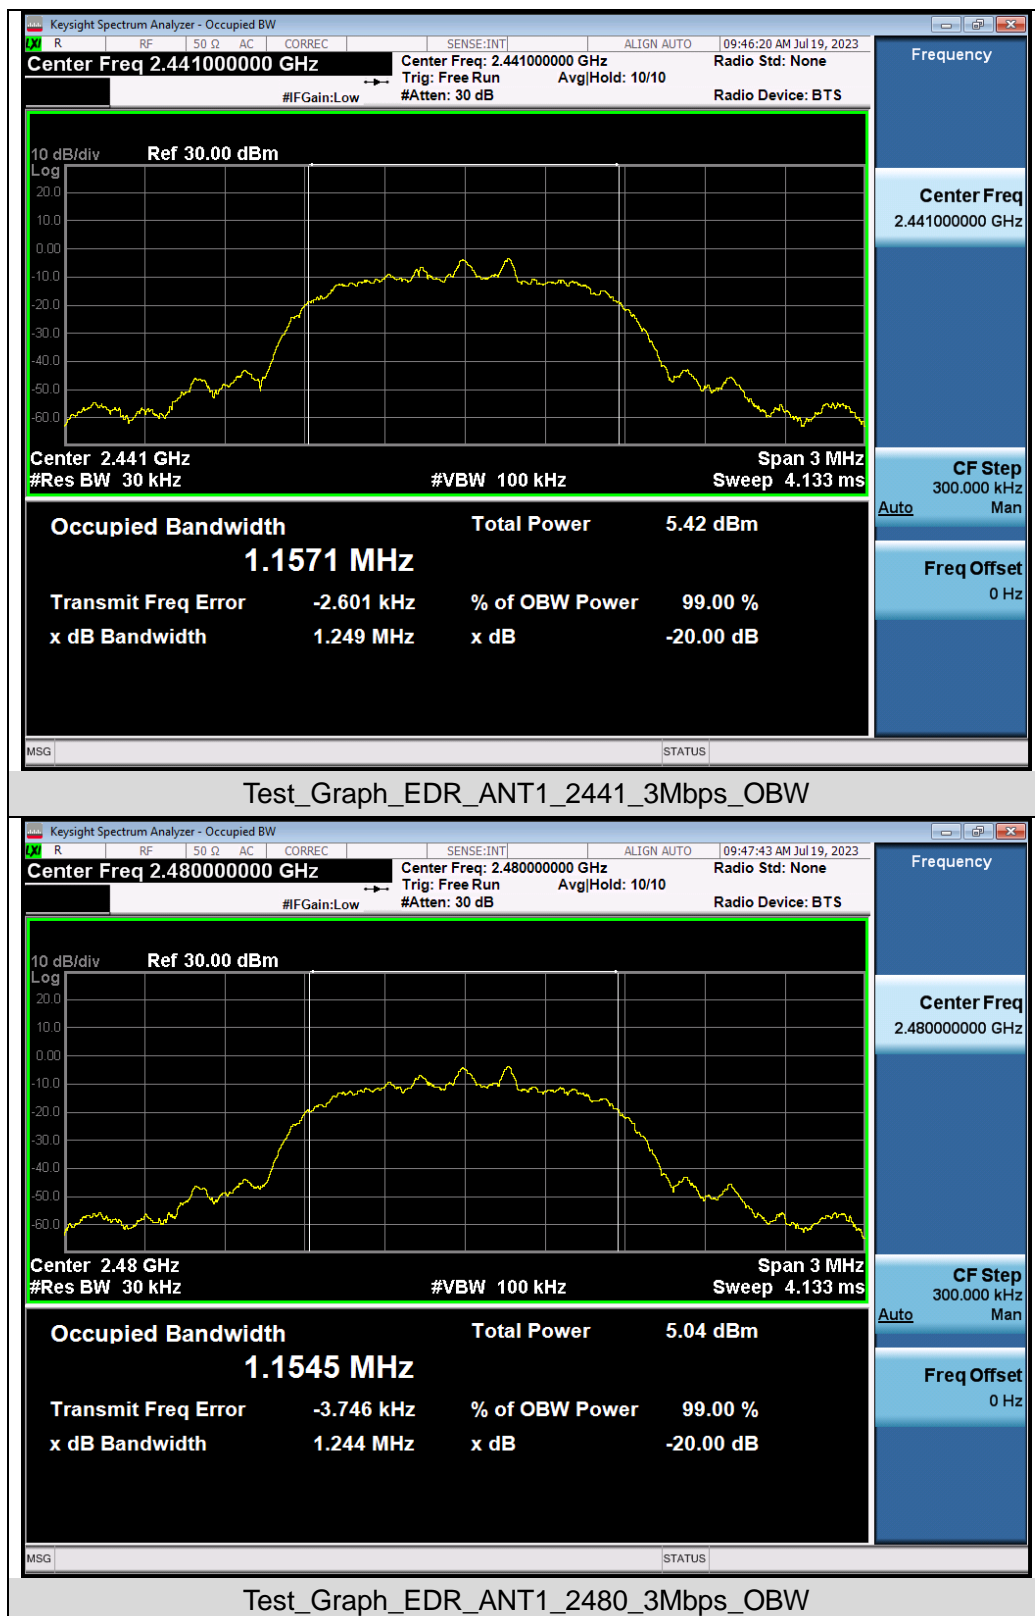 Keysight Spectrum Analyzer - Occupied BW
LXI R RF 50 Ω AC CORREC SENSE:INT ALIGN AUTO 09:46:20 AM Jul 19, 2023
Center Freq 2.441000000 GHz
Center Freq: 2.441000000 GHz Radio Std: None
Trig: Free Run Avg|Hold: 10/10
#IFGain:Low #Atten: 30 dB Radio Device: BTS
Frequency
10 dB/div Ref 30.00 dBm
Log
20.0
10.0
0.00
-10.0
-20.0
-30.0
-40.0
-50.0
-60.0
Center 2.441 GHz Span 3 MHz
#Res BW 30 kHz #VBW 100 kHz Sweep 4.133 ms
Center Freq
2.441000000 GHz
CF Step
300.000 kHz
Auto Man
Freq Offset
0 Hz
Occupied Bandwidth Total Power 5.42 dBm
1.1571 MHz
Transmit Freq Error -2.601 kHz % of OBW Power 99.00 %
x dB Bandwidth 1.249 MHz x dB -20.00 dB
MSG STATUS
Test_Graph_EDR_ANT1_2441_3Mbps_OBW
Keysight Spectrum Analyzer - Occupied BW
LXI R RF 50 Ω AC CORREC SENSE:INT ALIGN AUTO 09:47:43 AM Jul 19, 2023
Center Freq 2.480000000 GHz
Center Freq: 2.480000000 GHz Radio Std: None
Trig: Free Run Avg|Hold: 10/10
#IFGain:Low #Atten: 30 dB Radio Device: BTS
Frequency
10 dB/div Ref 30.00 dBm
Log
20.0
10.0
0.00
-10.0
-20.0
-30.0
-40.0
-50.0
-60.0
Center 2.48 GHz Span 3 MHz
#Res BW 30 kHz #VBW 100 kHz Sweep 4.133 ms
Center Freq
2.480000000 GHz
CF Step
300.000 kHz
Auto Man
Freq Offset
0 Hz
Occupied Bandwidth Total Power 5.04 dBm
1.1545 MHz
Transmit Freq Error -3.746 kHz % of OBW Power 99.00 %
x dB Bandwidth 1.244 MHz x dB -20.00 dB
MSG STATUS
Test_Graph_EDR_ANT1_2480_3Mbps_OBW